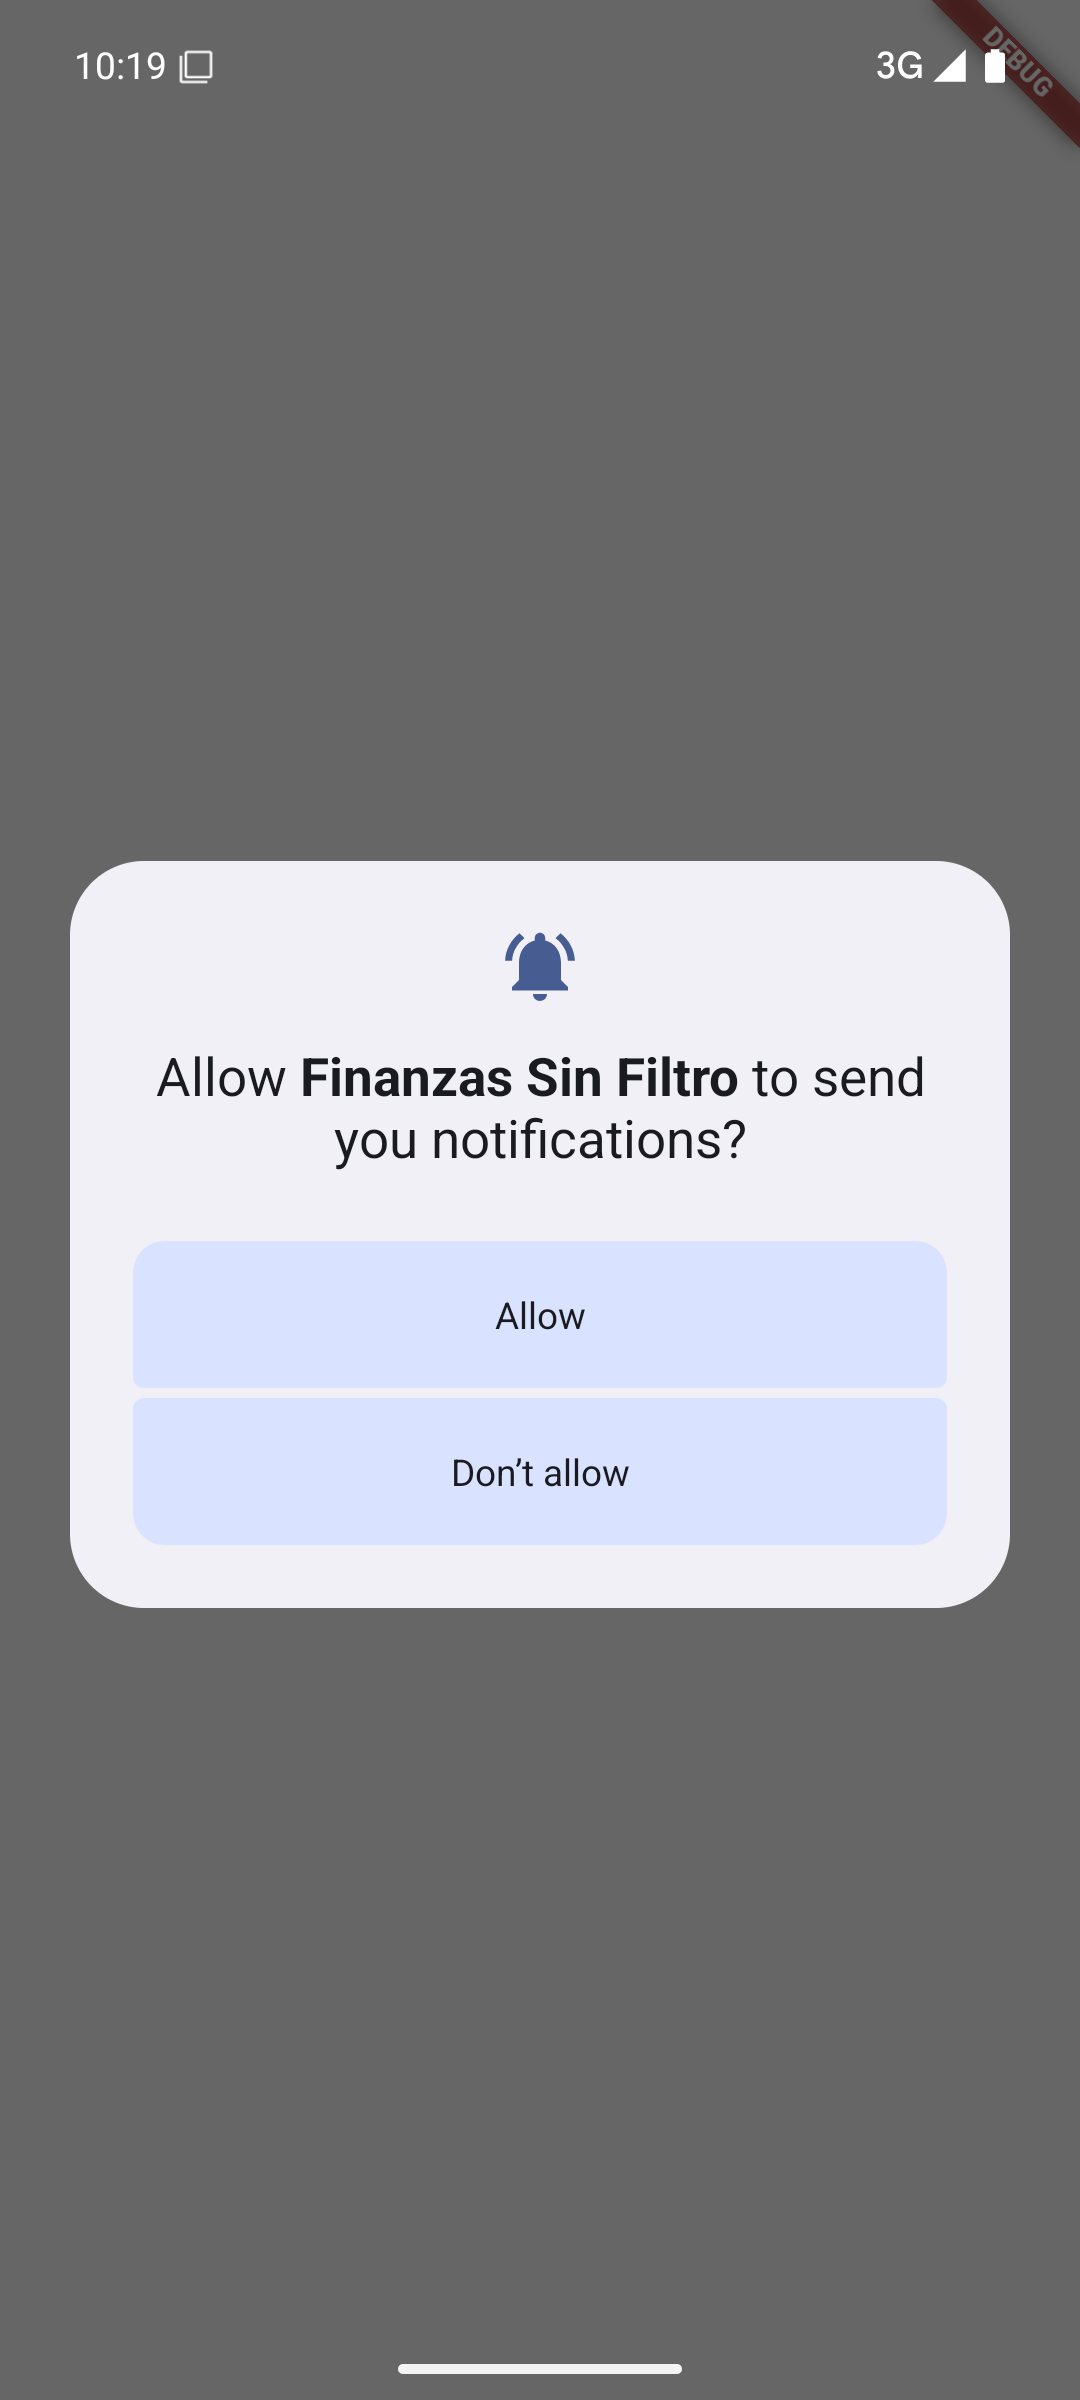 10:19
3G
DEBUG
Allow Finanzas Sin Filtro to send
you notifications?
Allow
Don’t allow